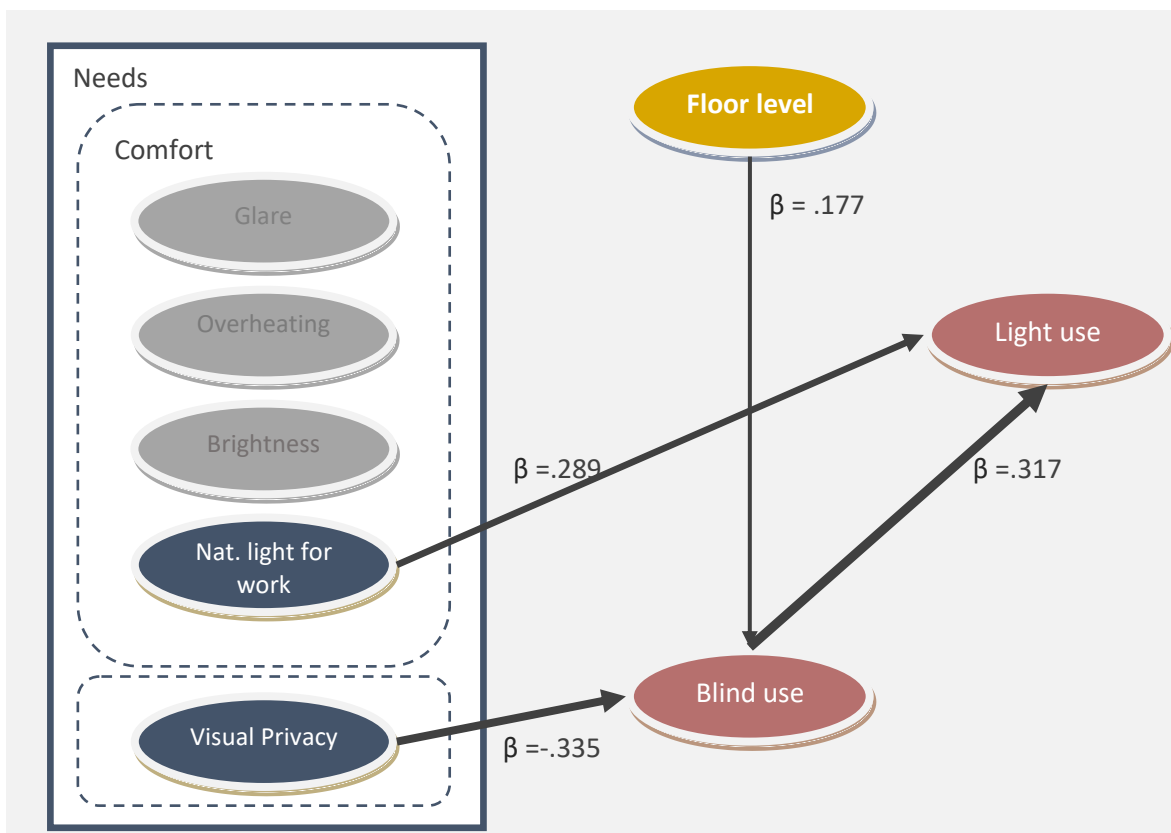 Needs
Comfort
Glare
Overheating
Brightness
Nat. light for
work
Visual Privacy
Floor level
β = .177
Light use
β =.289
β =.317
Blind use
β =-.335